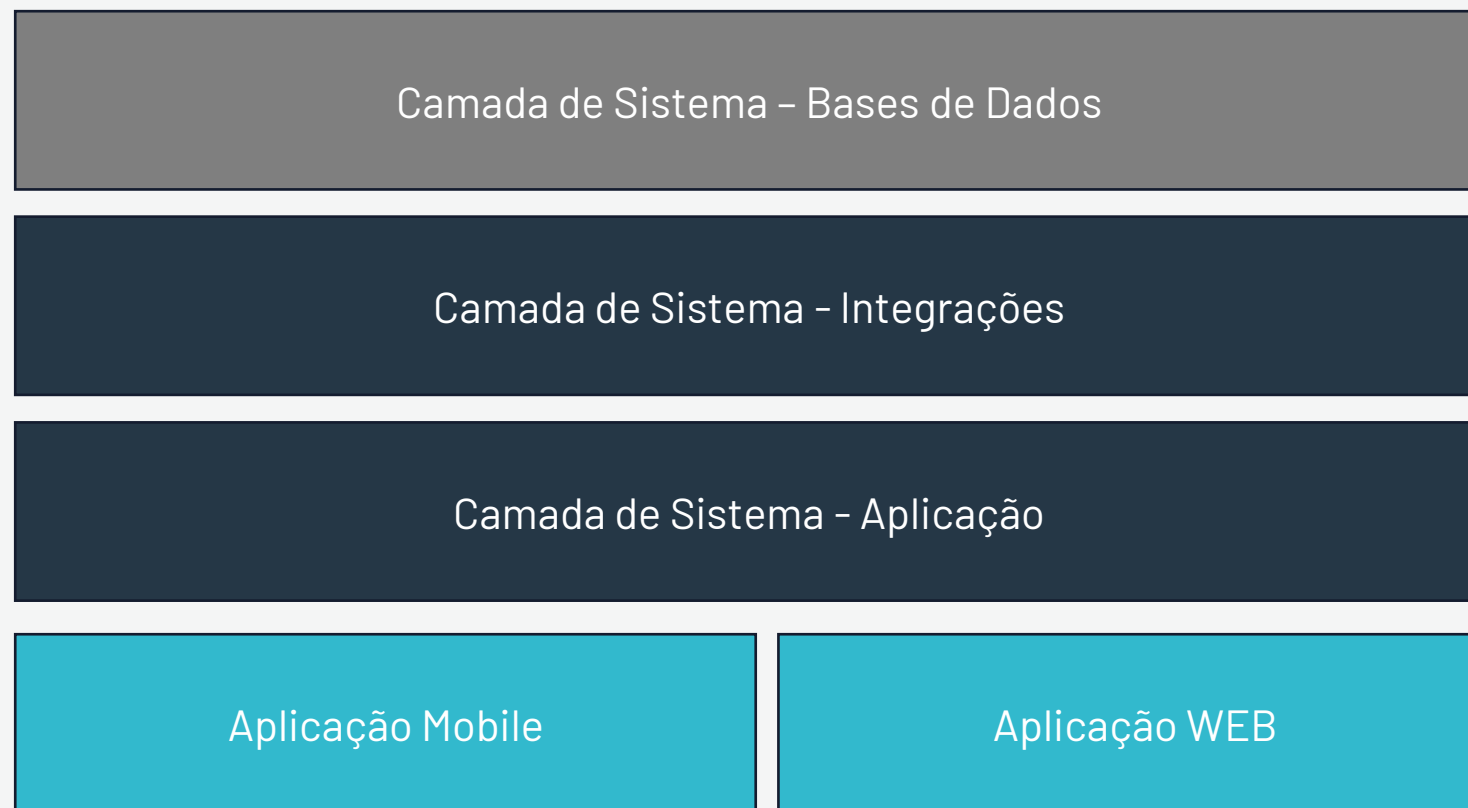 Camada de Sistema – Bases de Dados
Camada de Sistema - Integrações
Camada de Sistema - Aplicação
Aplicação Mobile
Aplicação WEB